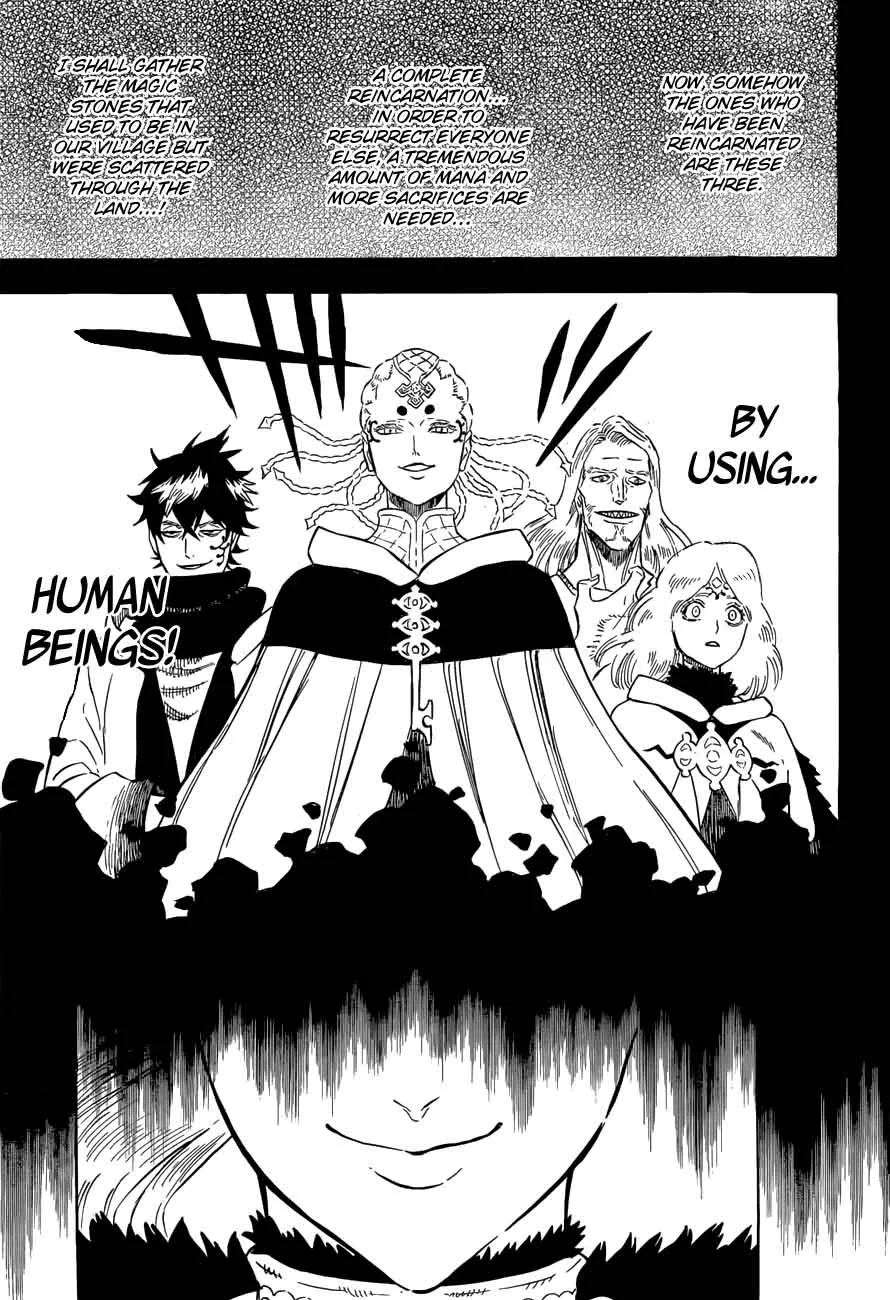 NOW, SOMEHOW
THE ONES WHO
HAVE BEEN
REINCARNATED
ARE THESE
THREE.
A COMPLETE
REINCARNATION...
IN ORDER TO
RESURRECT EVERYONE
ELSE, A TREMENDOUS
AMOUNT OF MANA AND
MORE SACRIFICES ARE
NEEDED...
I SHALL GATHER
THE MAGIC
STONES THAT
USED TO BE IN
OUR VILLAGE BUT
WERE SCATTERED
THROUGH THE
LAND...!
BY
USING...
HUMAN
BEINGS!